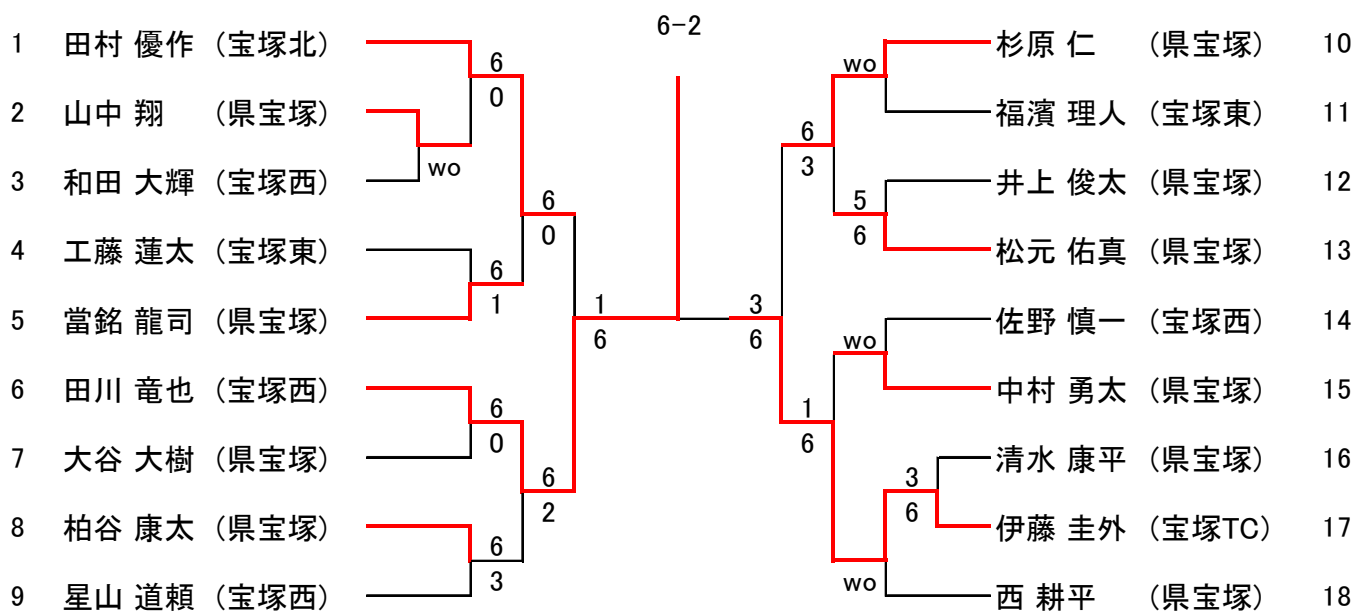 6-2
1 田村 優作 (宝塚北)
杉原 仁 (県宝塚) 10
6
0
wo
2 山中 翔 (県宝塚)
福濱 理人 (宝塚東) 11
6
3
wo
3 和田 大輝 (宝塚西)
井上 俊太 (県宝塚) 12
6
0
5
6
4 工藤 蓮太 (宝塚東)
松元 佑真 (県宝塚) 13
6
1
5 當銘 龍司 (県宝塚)
佐野 慎一 (宝塚西) 14
1
6
3
6
wo
6 田川 竜也 (宝塚西)
中村 勇太 (県宝塚) 15
6
0
1
6
7 大谷 大樹 (県宝塚)
清水 康平 (県宝塚) 16
6
2
3
6
8 柏谷 康太 (県宝塚)
伊藤 圭外 (宝塚TC) 17
6
3
wo
9 星山 道頼 (宝塚西)
西 耕平 (県宝塚) 18